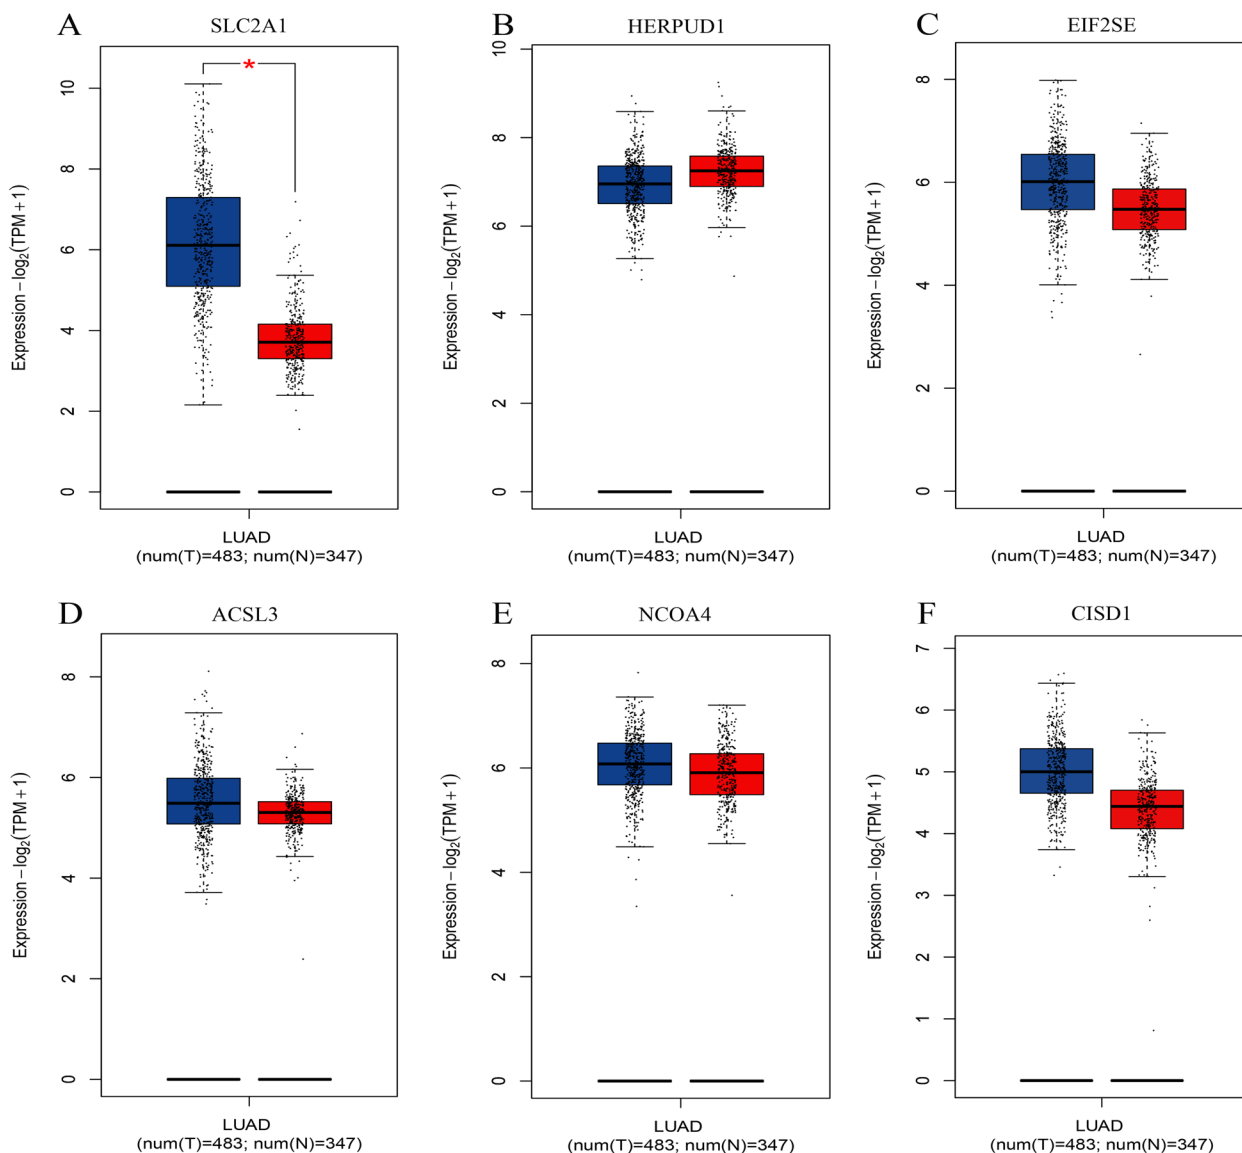 A
SLC2A1
Expression − log₂(TPM + 1)
10
8
6
4
2
0
*
LUAD
(num(T)=483; num(N)=347)
B
HERPUD1
Expression − log₂(TPM + 1)
10
8
6
4
2
0
LUAD
(num(T)=483; num(N)=347)
C
EIF2SE
Expression − log₂(TPM + 1)
8
6
4
2
0
LUAD
(num(T)=483; num(N)=347)
D
ACSL3
Expression − log₂(TPM + 1)
8
6
4
2
0
LUAD
(num(T)=483; num(N)=347)
E
NCOA4
Expression − log₂(TPM + 1)
8
6
4
2
0
LUAD
(num(T)=483; num(N)=347)
F
CISD1
Expression − log₂(TPM + 1)
7
6
5
4
3
2
1
0
LUAD
(num(T)=483; num(N)=347)